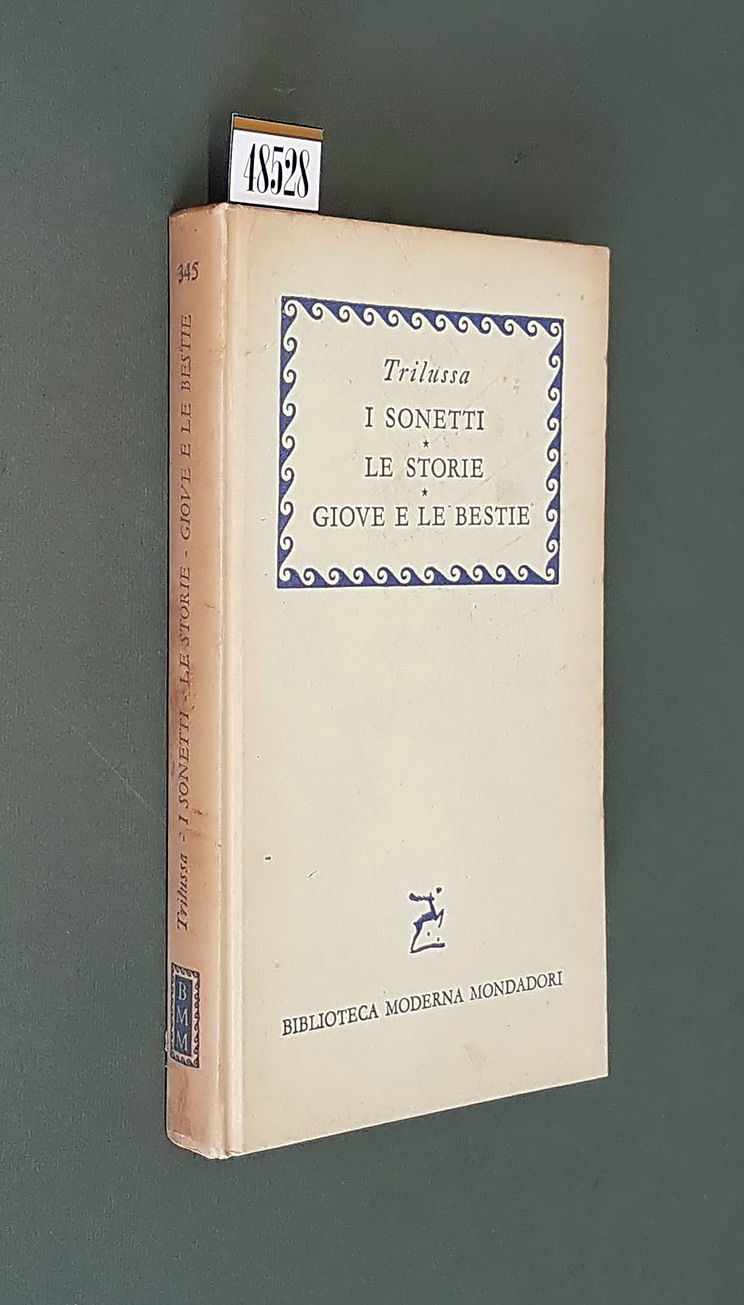 48528
345
Trilussa - I SONETTI - LE STORIE - GIOVE E LE BESTIE
BMM
Trilussa
I SONETTI
★
LE STORIE
★
GIOVE E LE BESTIE
BIBLIOTECA MODERNA MONDADORI